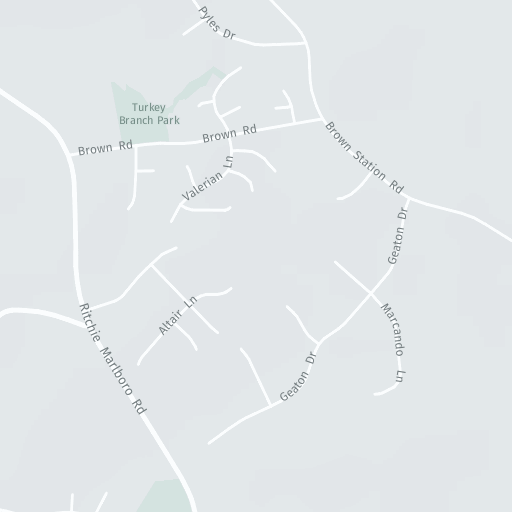 Pyles Dr
Turkey
Branch Park
Brown Rd
Brown Rd
Brown Station Rd
Valerian Ln
Geaton Dr
Altair Ln
Ritchie Marlboro Rd
Marcando Ln
Geaton Dr